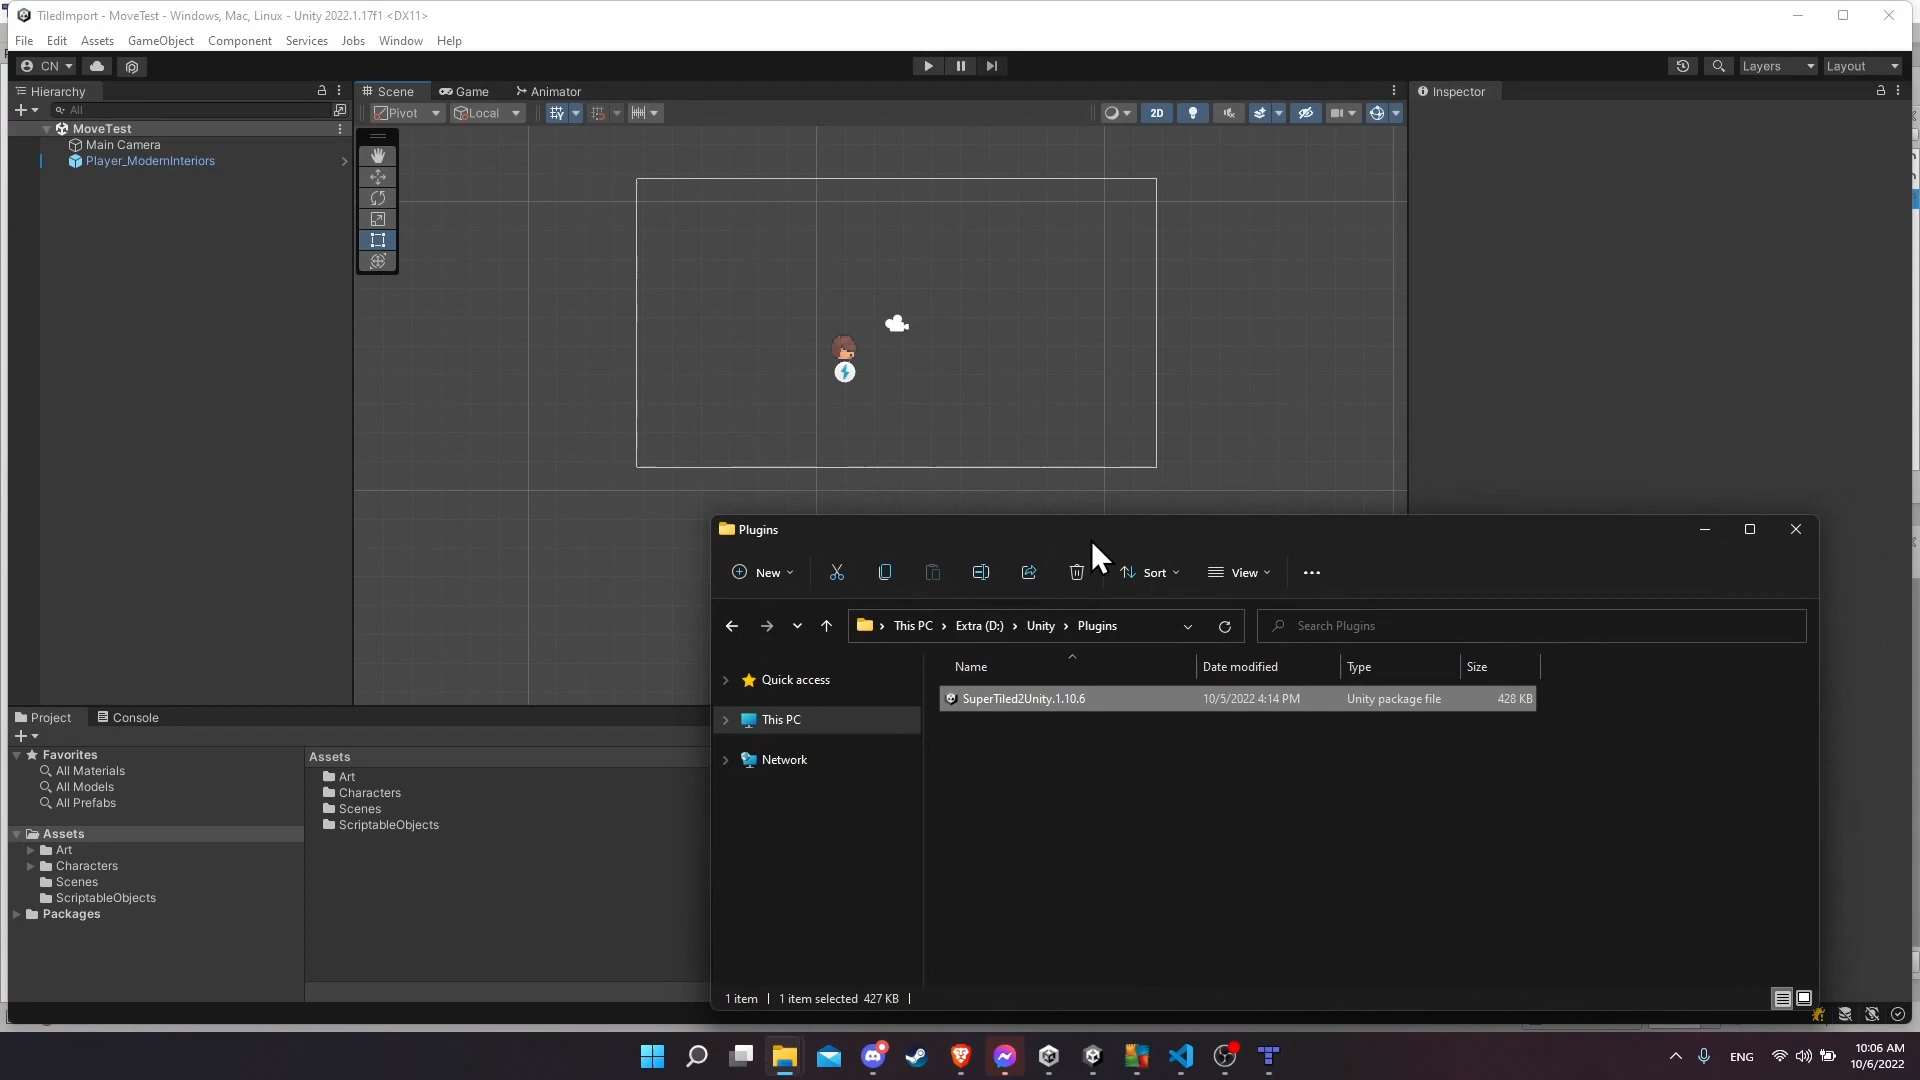 TiledImport - MoveTest - Windows, Mac, Linux - Unity 2022.1.17f1 <DX11>
File Edit Assets GameObject Component Services Jobs Window Help
CN
Layers Layout
Hierarchy
Scene Game Animator
Inspector
All
Pivot Local 2D
MoveTest
Main Camera
Player_ModernInteriors
Project Console
Favorites
All Materials
All Models
All Prefabs
Assets
Art
Characters
Scenes
ScriptableObjects
Packages
Assets
Art
Characters
Scenes
ScriptableObjects
Plugins
New Sort View
This PC Extra (D:) Unity Plugins
Search Plugins
Quick access
This PC
Network
Name Date modified Type Size
SuperTiled2Unity.1.10.6 10/5/2022 4:14 PM Unity package file 428 KB
1 item 1 item selected 427 KB
ENG
10:06 AM
10/6/2022